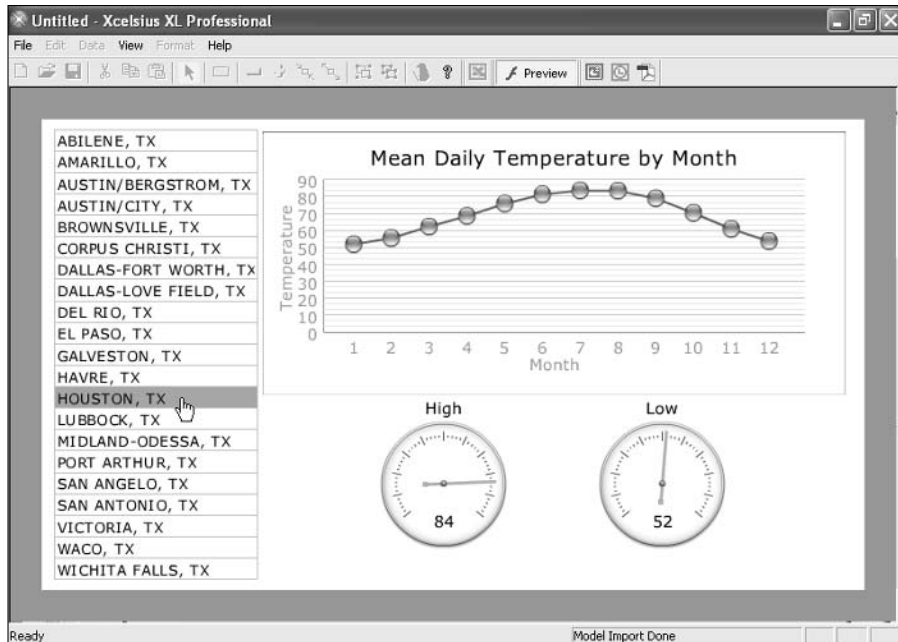 Untitled - Xcelsius XL Professional
File Edit Data View Format Help
Preview
ABILENE, TX
AMARILLO, TX
AUSTIN/BERGSTROM, TX
AUSTIN/CITY, TX
BROWNSVILLE, TX
CORPUS CHRISTI, TX
DALLAS-FORT WORTH, TX
DALLAS-LOVE FIELD, TX
DEL RIO, TX
EL PASO, TX
GALVESTON, TX
HAVRE, TX
HOUSTON, TX
LUBBOCK, TX
MIDLAND-ODESSA, TX
PORT ARTHUR, TX
SAN ANGELO, TX
SAN ANTONIO, TX
VICTORIA, TX
WACO, TX
WICHITA FALLS, TX
Mean Daily Temperature by Month
Temperature
90
80
70
60
50
40
30
20
10
0
1 2 3 4 5 6 7 8 9 10 11 12
Month
High
84
Low
52
Ready
Model Import Done